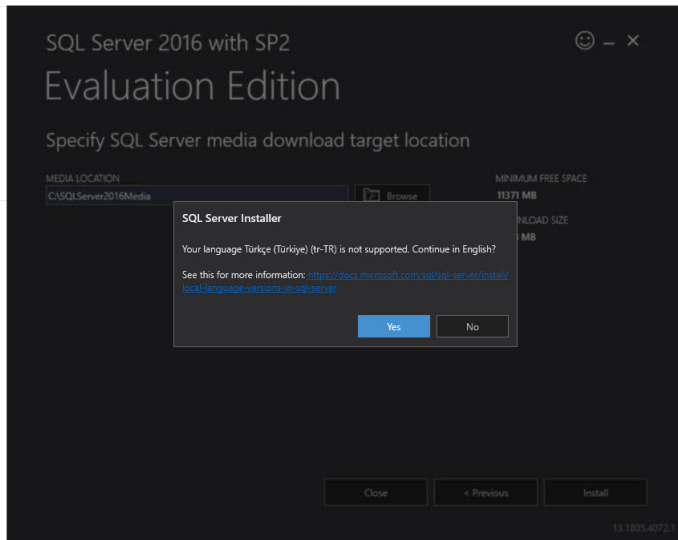 SQL Server 2016 with SP2
Evaluation Edition
Specify SQL Server media download target location
MEDIA LOCATION
C:\SQLServer2016Media
Browse
MINIMUM FREE SPACE
11371 MB
SIZE
MB
SQL Server Installer
Your language Türkçe (Türkiye) (tr-TR) is not supported. Continue in English?
See this for more information: https://docs.microsoft.com/sql/sql-server/install/
local-language-versions-in-sql-server
Yes
No
Close
< Previous
Install
13.1805.4072.1